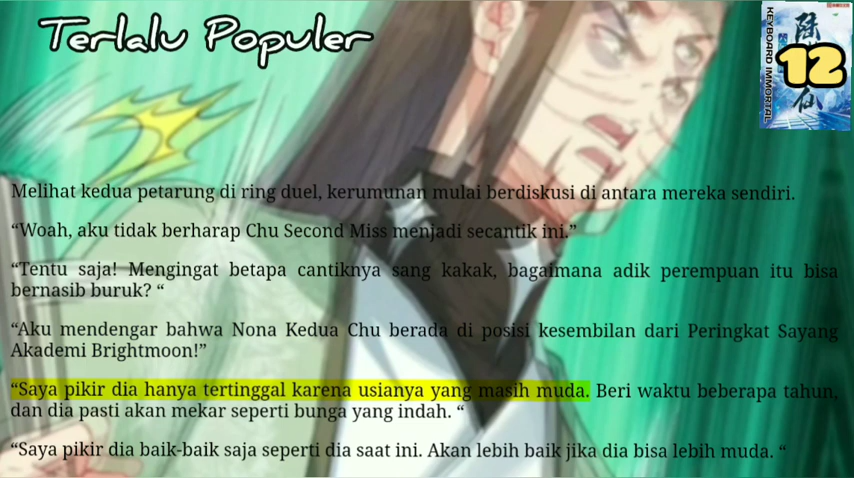 Terlalu Populer
KEYBOARD IMMORTAL
12
Melihat kedua petarung di ring duel, kerumunan mulai berdiskusi di antara mereka sendiri.
“Woah, aku tidak berharap Chu Second Miss menjadi secantik ini.”
“Tentu saja! Mengingat betapa cantiknya sang kakak, bagaimana adik perempuan itu bisa
bernasib buruk? “
“Aku mendengar bahwa Nona Kedua Chu berada di posisi kesembilan dari Peringkat Sayang
Akademi Brightmoon!”
“Saya pikir dia hanya tertinggal karena usianya yang masih muda. Beri waktu beberapa tahun,
dan dia pasti akan mekar seperti bunga yang indah. “
“Saya pikir dia baik-baik saja seperti dia saat ini. Akan lebih baik jika dia bisa lebih muda. “